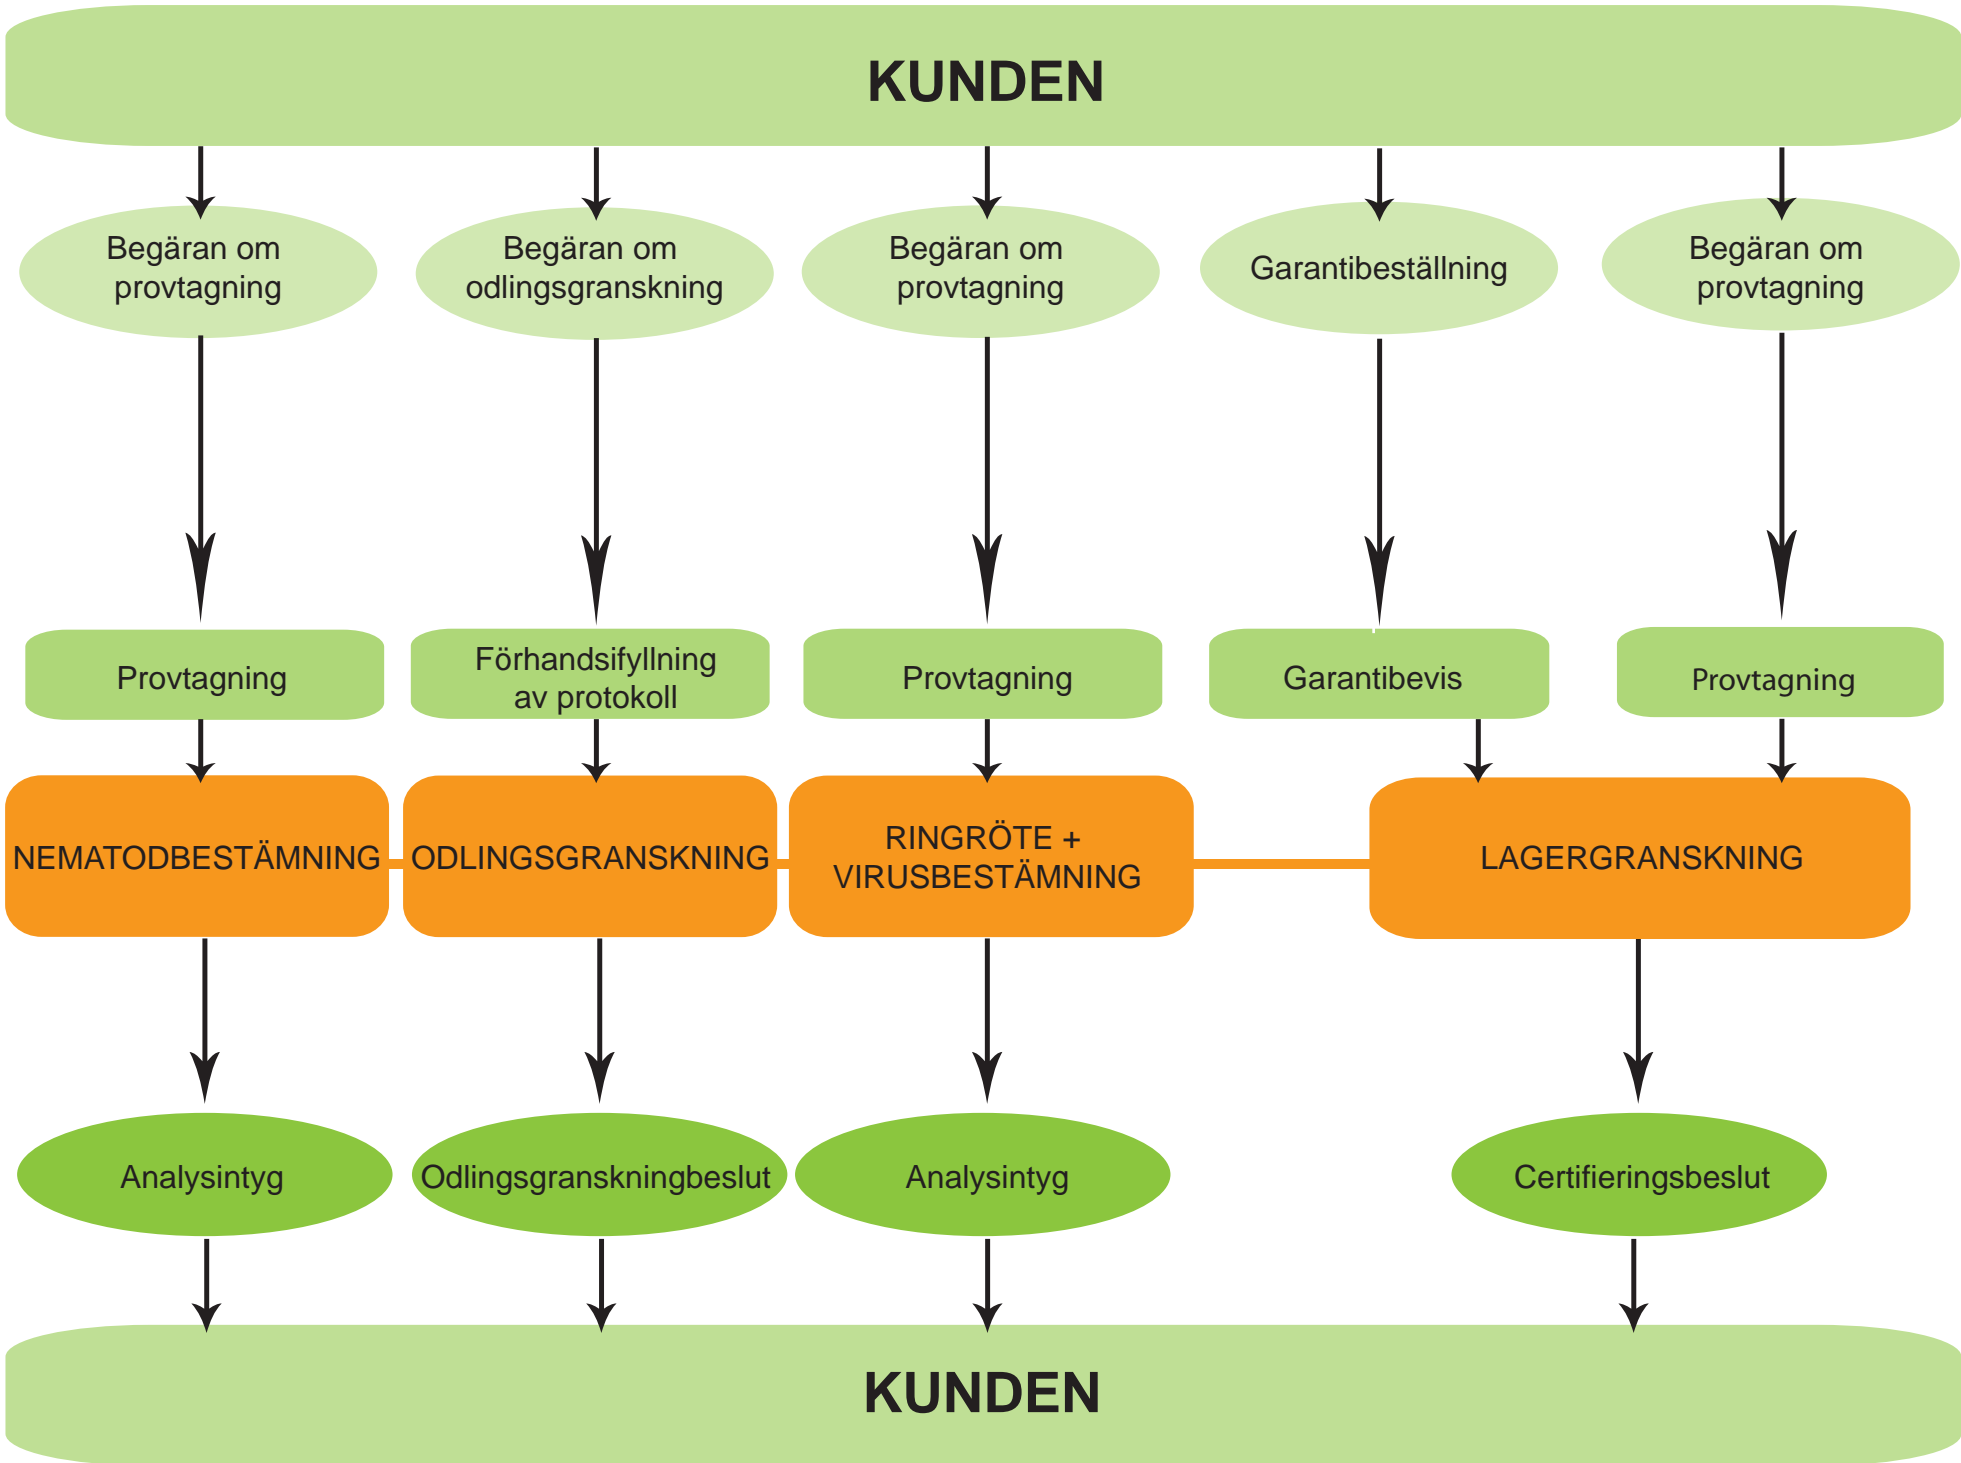 KUNDEN
Begäran om
provtagning
Begäran om
odlingsgranskning
Begäran om
provtagning
Garantibeställning
Begäran om
provtagning
Provtagning
Förhandsifyllning
av protokoll
Provtagning
Garantibevis
Provtagning
NEMATODBESTÄMNING
ODLINGSGRANSKNING
RINGRÖTE +
VIRUSBESTÄMNING
LAGERGRANSKNING
Analysintyg
Odlingsgranskningbeslut
Analysintyg
Certifieringsbeslut
KUNDEN